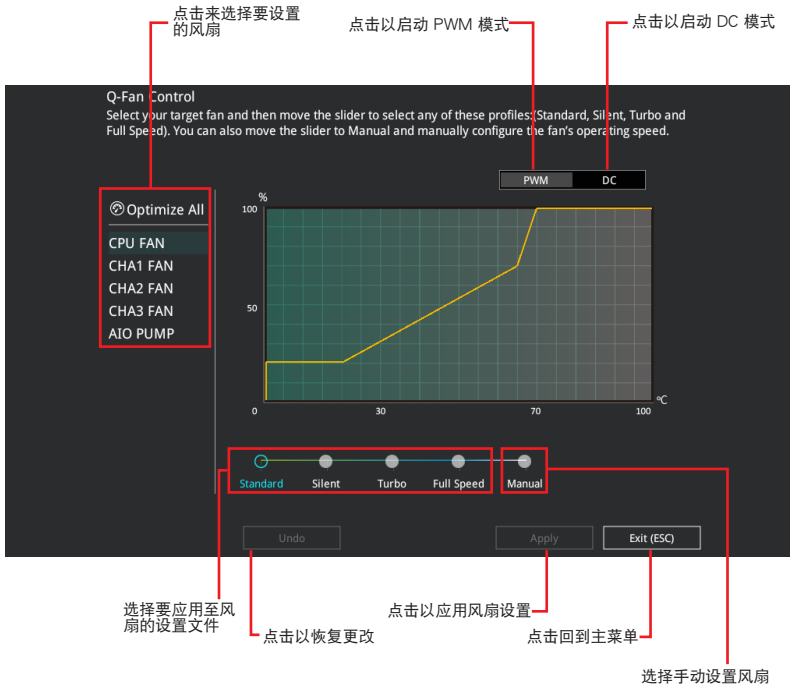 点击来选择要设置
的风扇
点击以启动 PWM 模式
点击以启动 DC 模式
Q-Fan Control
Select your target fan and then move the slider to select any of these profiles:(Standard, Silent, Turbo and
Full Speed). You can also move the slider to Manual and manually configure the fan's operating speed.
PWM DC
Optimize All
CPU FAN
CHA1 FAN
CHA2 FAN
CHA3 FAN
AIO PUMP
%
100
50
0 30 70 100
°C
Standard Silent Turbo Full Speed Manual
Undo Apply Exit (ESC)
选择要应用至风
扇的设置文件
点击以恢复更改
点击以应用风扇设置
点击回到主菜单
选择手动设置风扇